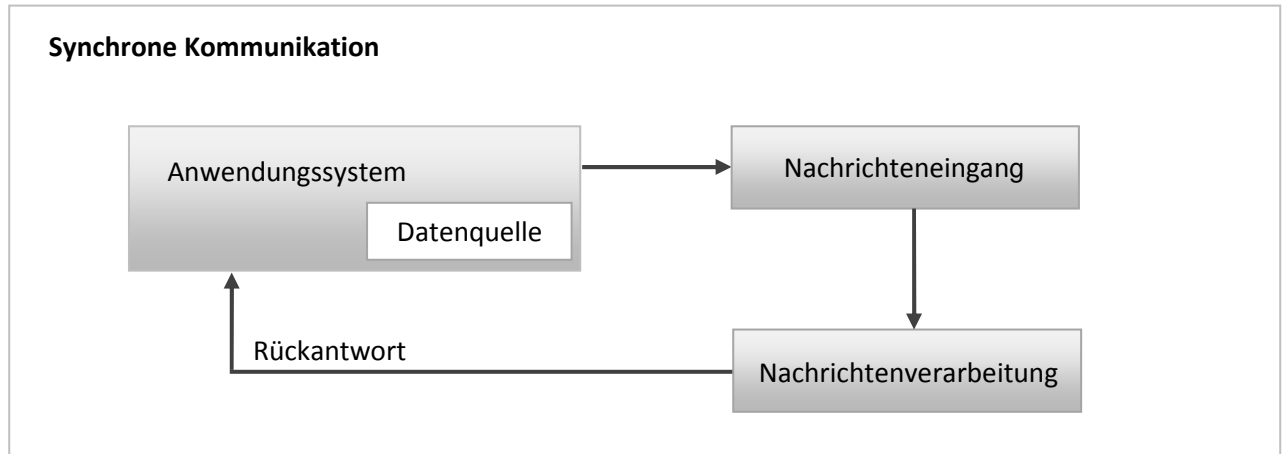 Synchrone Kommunikation
Anwendungssystem
Datenquelle
Nachrichteneingang
Nachrichtenverarbeitung
Rückantwort